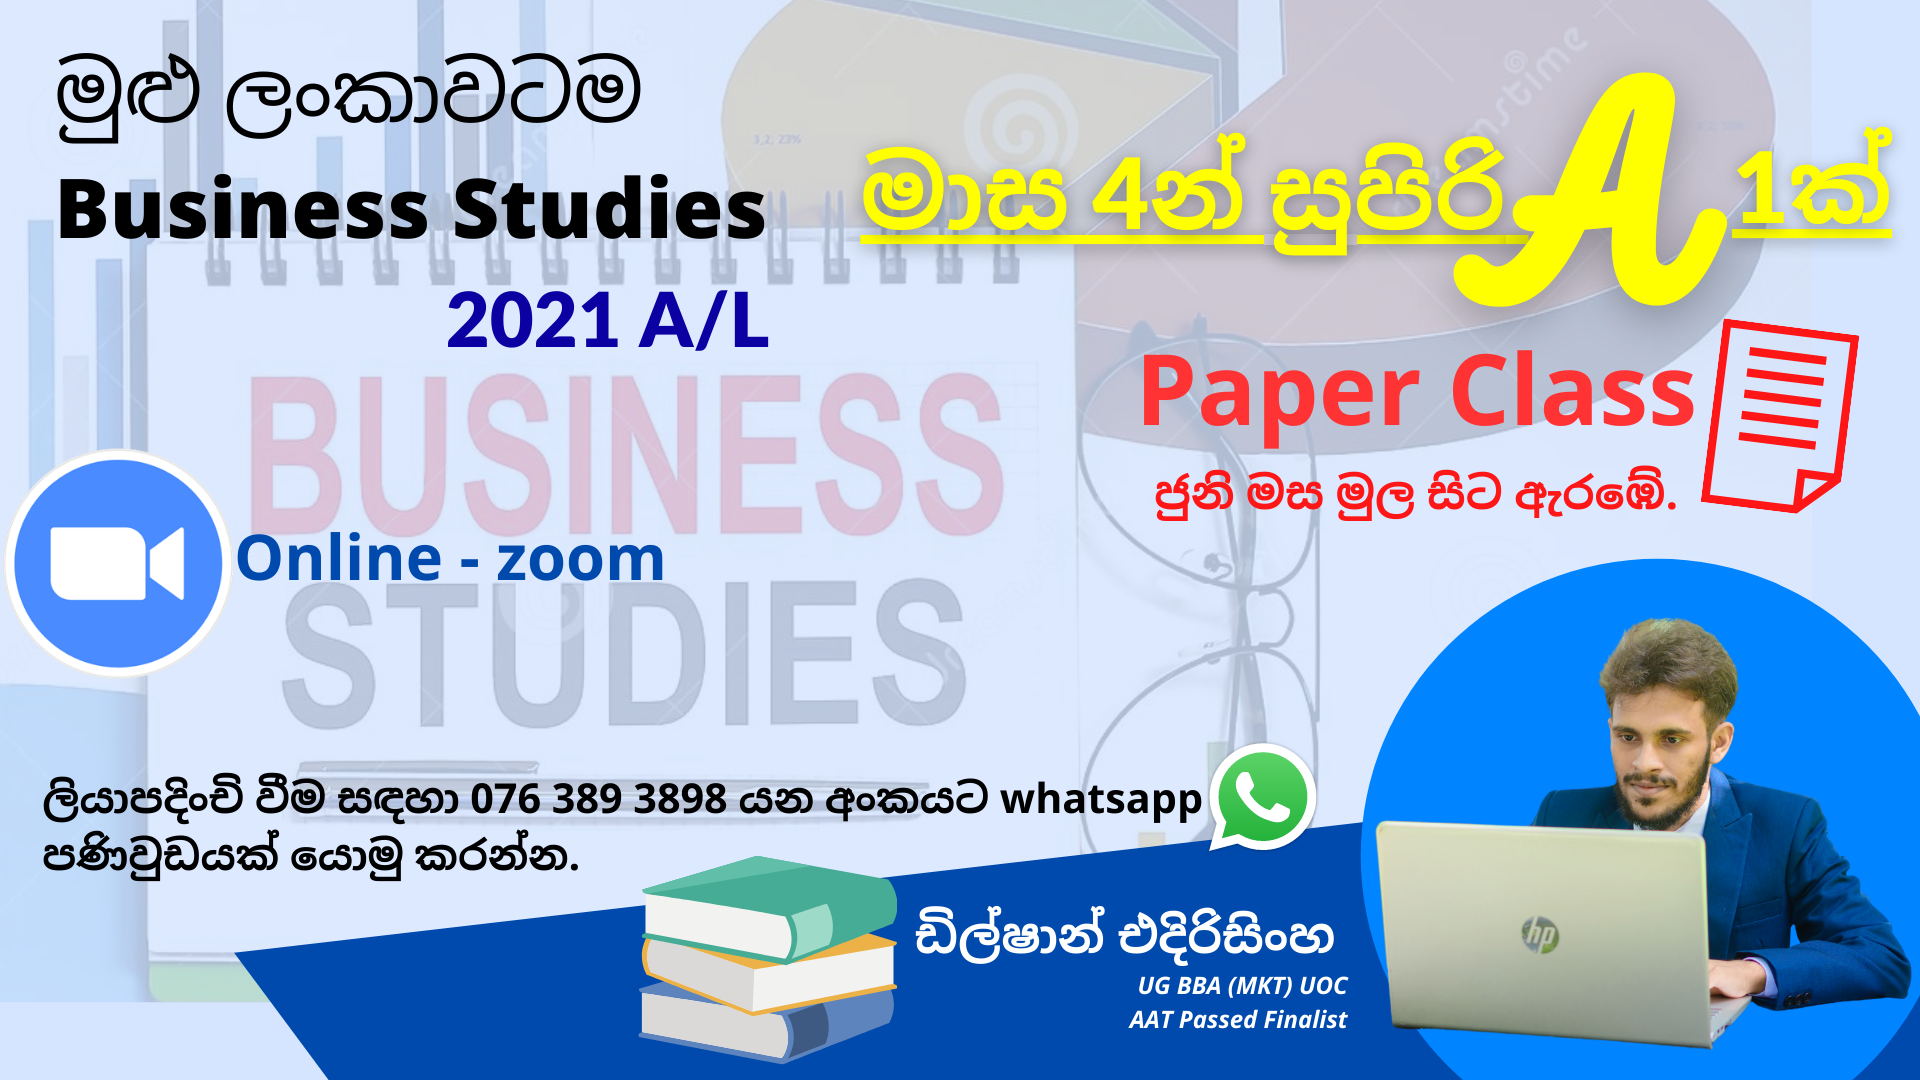 මුළු ලංකාවටම
Business Studies
2021 A/L
මාස 4න් සුපිරි A 1ක්
Paper Class
ජුනි මස මුල සිට ඇරඹේ.
BUSINESS
STUDIES
Online - zoom
ලියාපදිංචි වීම සඳහා 076 389 3898 යන අංකයට whatsapp
පණිවුඩයක් යොමු කරන්න.
ඩිල්ෂාන් එදිරිසිංහ
UG BBA (MKT) UOC
AAT Passed Finalist
hp